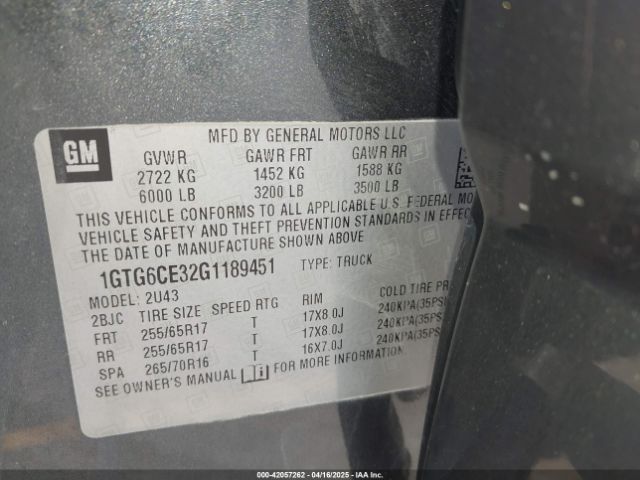 GM
MFD BY GENERAL MOTORS LLC
GVWR GAWR FRT GAWR RR
2722 KG 1452 KG 1588 KG
6000 LB 3200 LB 3500 LB
THIS VEHICLE CONFORMS TO ALL APPLICABLE U.S. FEDERAL MO
VEHICLE SAFETY AND THEFT PREVENTION STANDARDS IN EFFEC
THE DATE OF MANUFACTURE SHOWN ABOVE
1GTG6CE32G1189451 TYPE: TRUCK
MODEL: 2U43
2BJC TIRE SIZE SPEED RTG RIM COLD TIRE PR
FRT 255/65R17 T 17X8.0J 240KPA(35PS
RR 255/65R17 T 17X8.0J 240KPA(35PS
SPA 265/70R16 T 16X7.0J 240KPA(35PS
SEE OWNER'S MANUAL FOR MORE INFORMATION
000-42057262 | 04/16/2025 | IAA Inc.